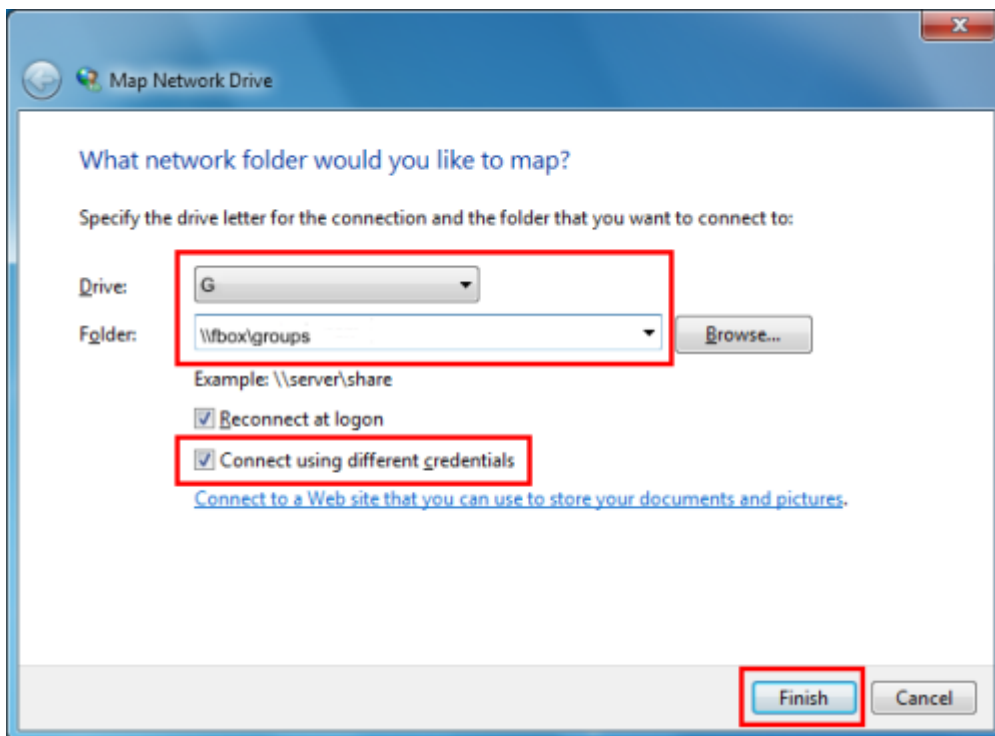 Map Network Drive
What network folder would you like to map?
Specify the drive letter for the connection and the folder that you want to connect to:
Drive: G
Folder: \\fbox\groups Browse...
Example: \\server\share
Reconnect at logon
Connect using different credentials
Connect to a Web site that you can use to store your documents and pictures.
Finish Cancel